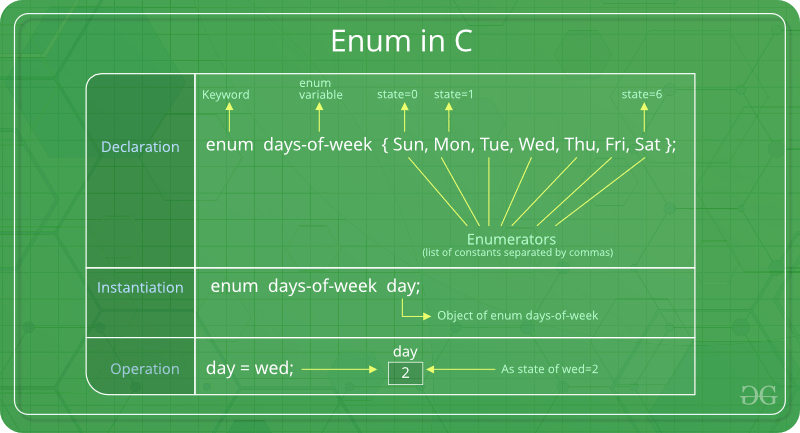 Enum in C
Keyword
enum
variable
state=0
state=1
state=6
Declaration
enum days-of-week { Sun, Mon, Tue, Wed, Thu, Fri, Sat };
Enumerators
(list of constants separated by commas)
Instantiation
enum days-of-week day;
Object of enum days-of-week
Operation
day = wed;
day
2
As state of wed=2
GG